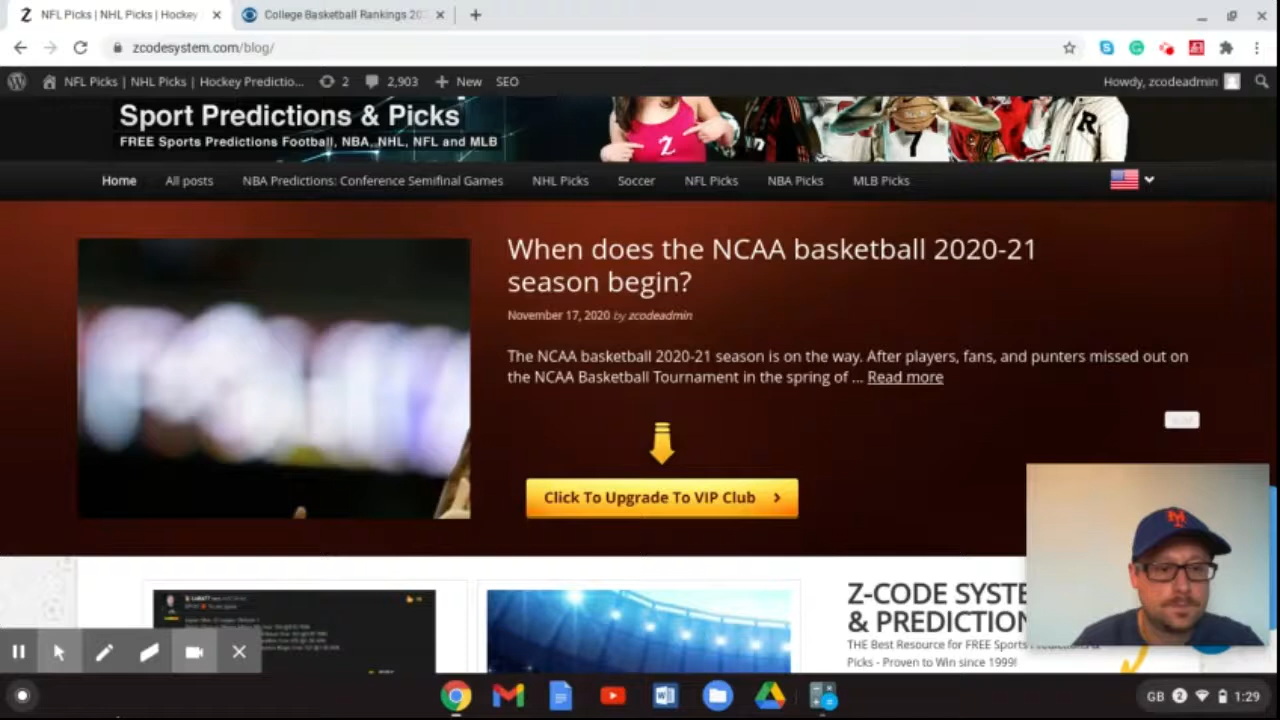 NFL Picks | NHL Picks | Hockey
College Basketball Rankings 202
zcodesystem.com/blog/
NFL Picks | NHL Picks | Hockey Predictio... 2 2,903 New SEO
Howdy, zcodeadmin
Sport Predictions & Picks
FREE Sports Predictions Football, NBA, NHL, NFL and MLB
Z
7
R
Home All posts NBA Predictions: Conference Semifinal Games NHL Picks Soccer NFL Picks NBA Picks MLB Picks
When does the NCAA basketball 2020-21
season begin?
November 17, 2020 by zcodeadmin
The NCAA basketball 2020-21 season is on the way. After players, fans, and punters missed out on
the NCAA Basketball Tournament in the spring of ... Read more
Click To Upgrade To VIP Club
Z-CODE SYSTE
& PREDICTION
THE Best Resource for FREE Sports
Picks - Proven to Win since 1999!
GB 2 1:29